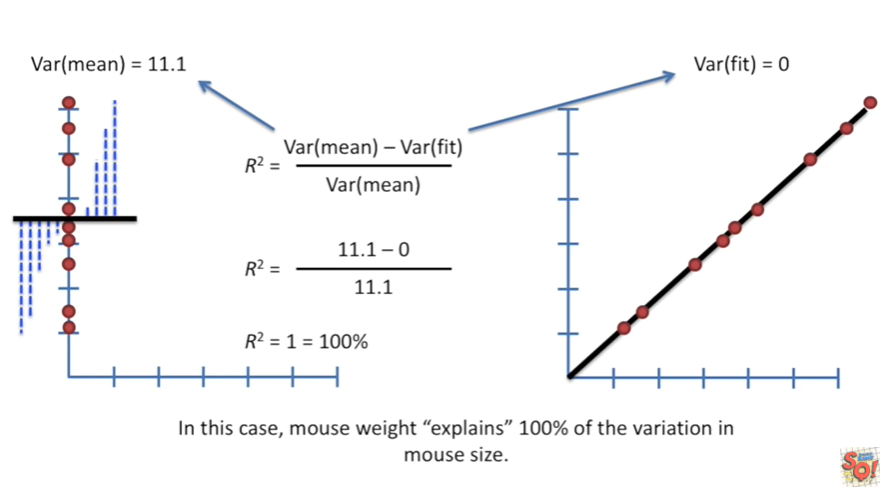 Var(mean) = 11.1
Var(fit) = 0
R² =
Var(mean) – Var(fit)
Var(mean)
R² =
11.1 – 0
11.1
R² = 1 = 100%
In this case, mouse weight “explains” 100% of the variation in
mouse size.
SQ!